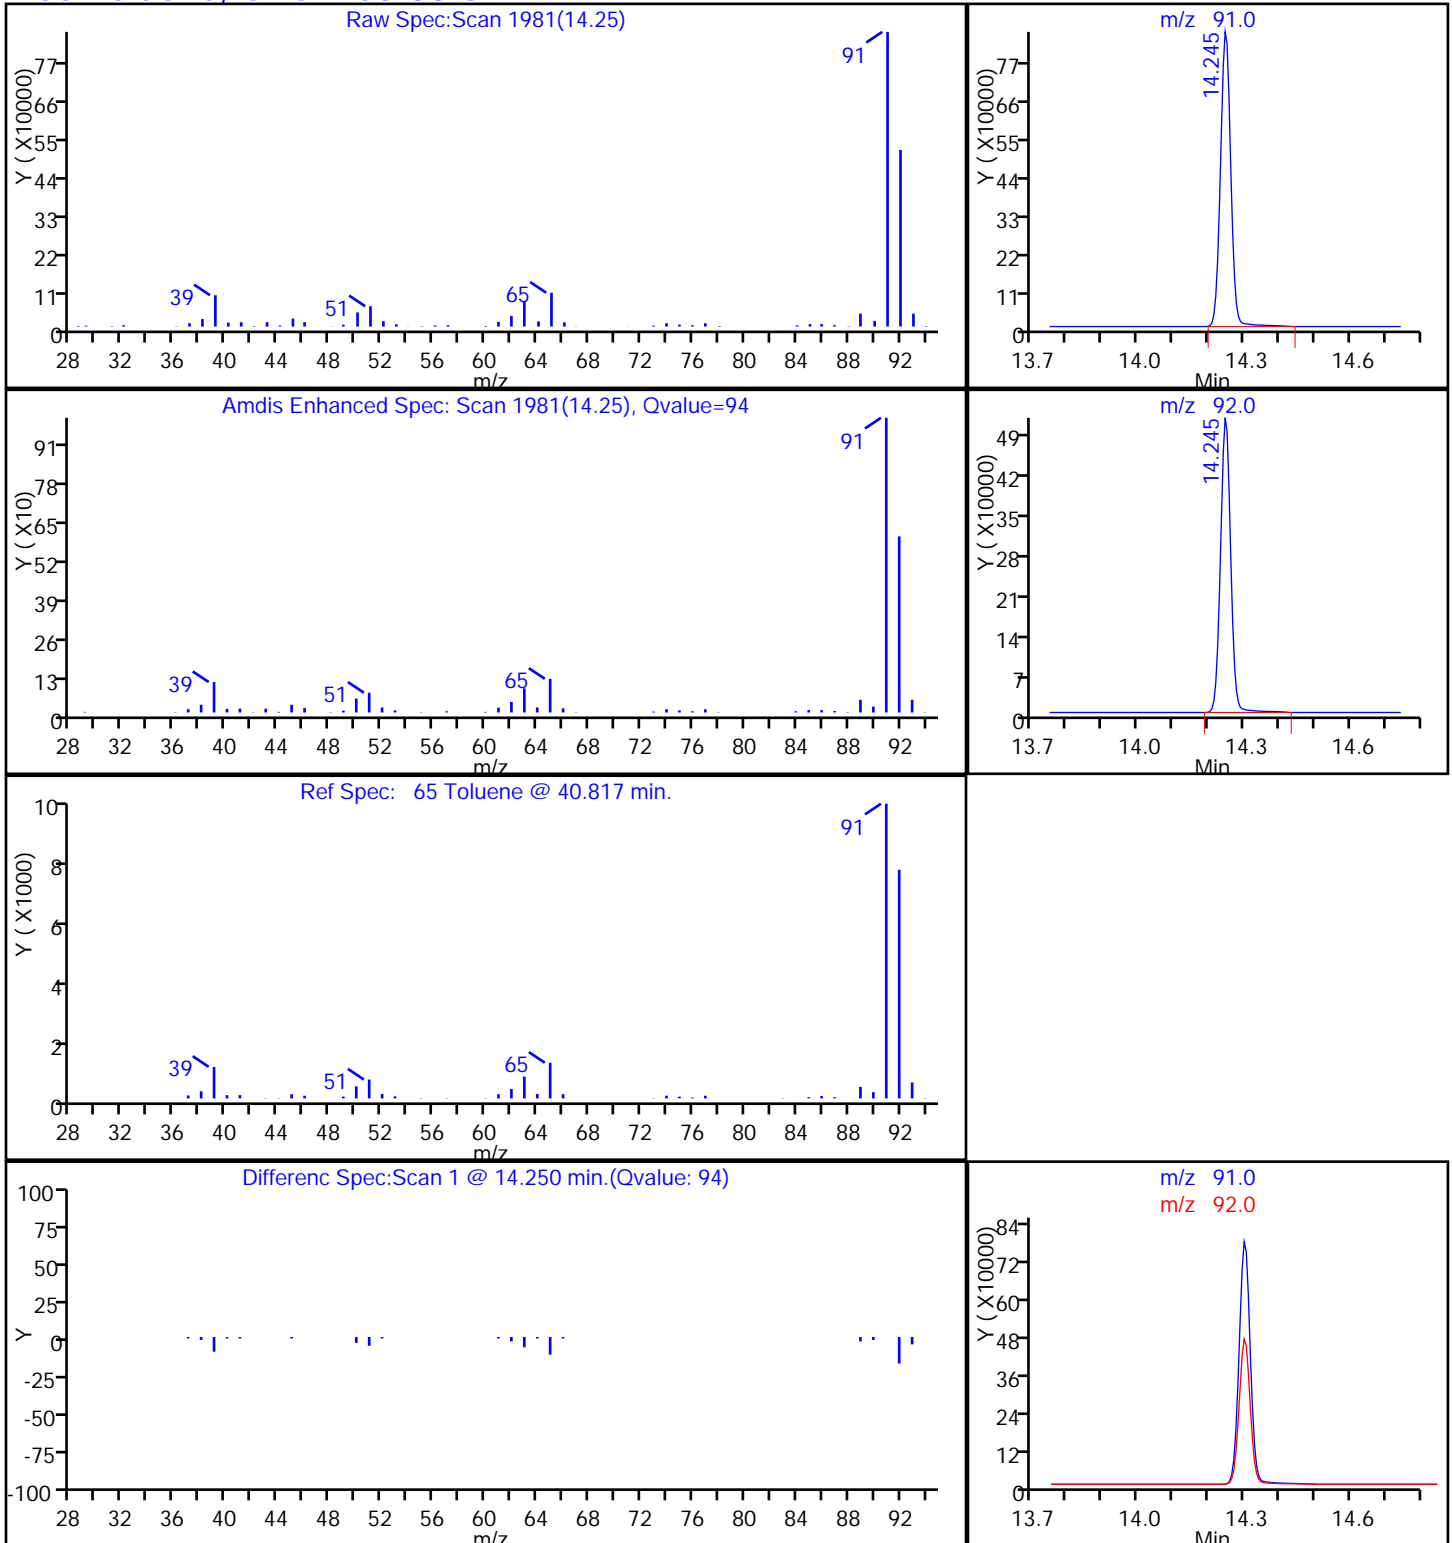 Raw Spec:Scan 1981(14.25)
Y ( X10000)
77
66
55
44
33
22
11
0
91
39
51
65
28 32 36 40 44 48 52 56 60 64 68 72 76 80 84 88 92
m/z
m/z 91.0
Y ( X10000)
77
66
55
44
33
22
11
0
14.245
13.7 14.0 14.3 14.6
Min
Amdis Enhanced Spec: Scan 1981(14.25), Qvalue=94
Y ( X10)
91
78
65
52
39
26
13
0
91
39
51
65
28 32 36 40 44 48 52 56 60 64 68 72 76 80 84 88 92
m/z
m/z 92.0
Y ( X10000)
49
42
35
28
21
14
7
0
14.245
13.7 14.0 14.3 14.6
Min
Ref Spec: 65 Toluene @ 40.817 min.
Y ( X1000)
10
8
6
4
2
0
91
39
51
65
28 32 36 40 44 48 52 56 60 64 68 72 76 80 84 88 92
m/z
Differenc Spec:Scan 1 @ 14.250 min.(Qvalue: 94)
Y
100
75
50
25
0
-25
-50
-75
-100
28 32 36 40 44 48 52 56 60 64 68 72 76 80 84 88 92
m/z
m/z 91.0
m/z 92.0
Y ( X10000)
84
72
60
48
36
24
12
0
13.7 14.0 14.3 14.6
Min